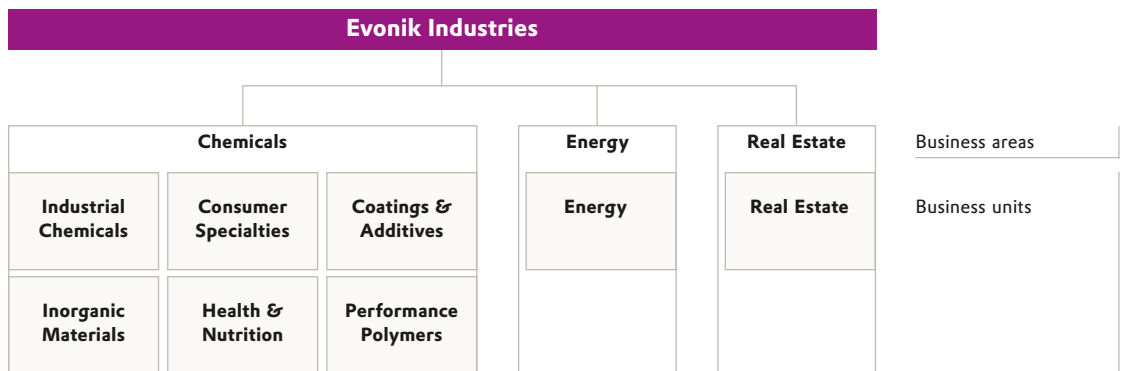 Evonik Industries
Chemicals
Energy
Real Estate
Business areas
Industrial
Chemicals
Consumer
Specialties
Coatings &
Additives
Energy
Real Estate
Business units
Inorganic
Materials
Health &
Nutrition
Performance
Polymers